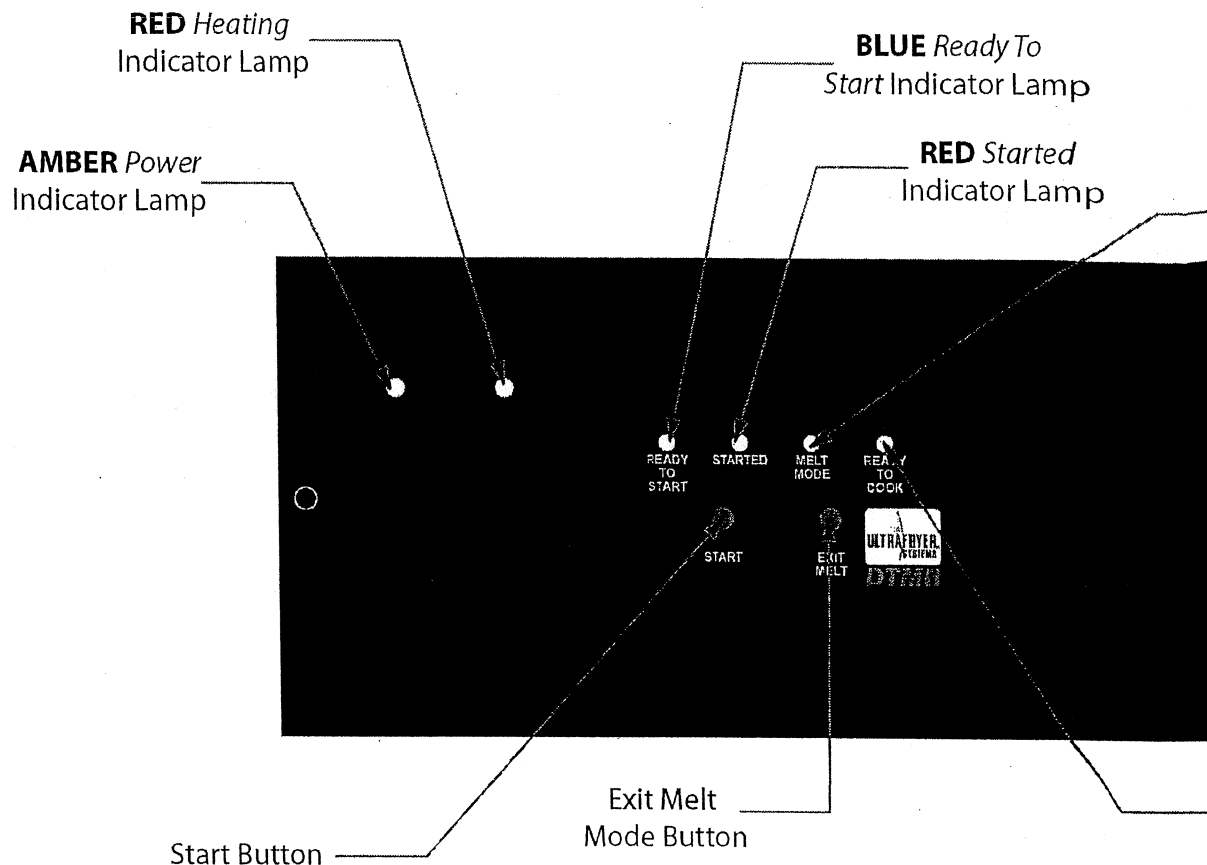 RED Heating
Indicator Lamp
BLUE Ready To
Start Indicator Lamp
AMBER Power
Indicator Lamp
RED Started
Indicator Lamp
READY
TO
START
STARTED
MELT
MODE
READY
TO
COOK
START
EXIT
MELT
ULTRAFRYER
SYSTEMS
Exit Melt
Mode Button
Start Button